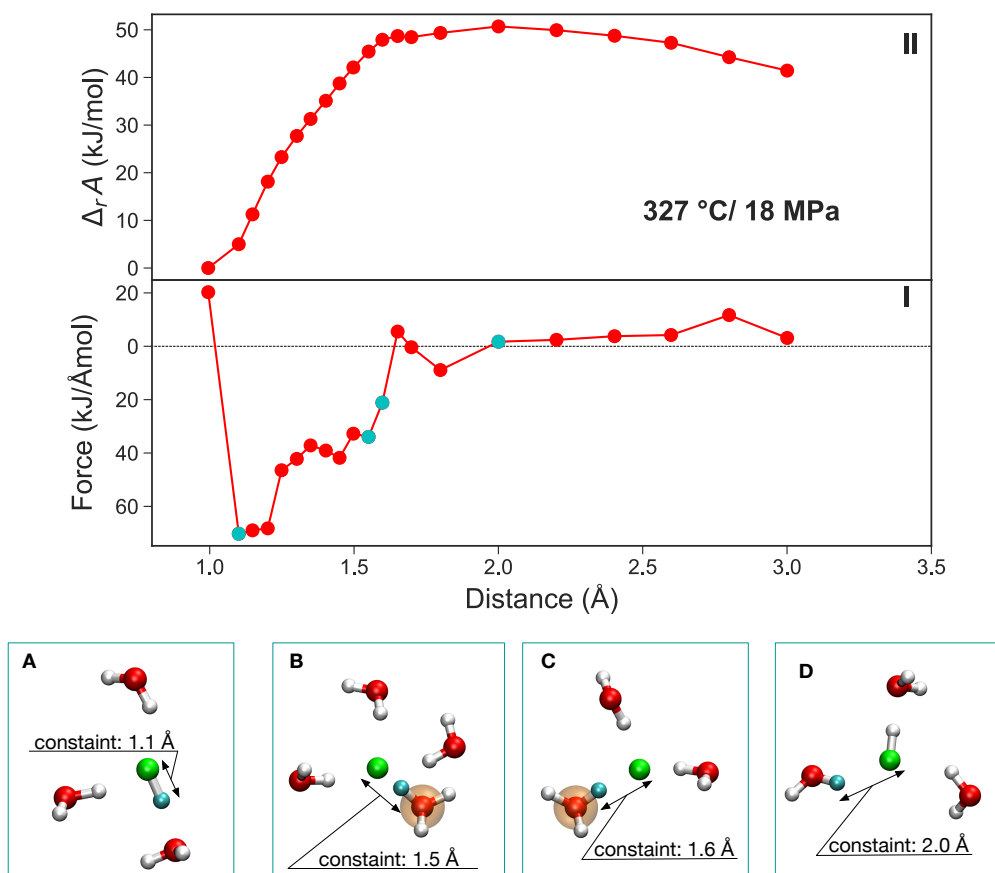 II
50
40
30
20
10
0
Δr A (kJ/mol)
327 °C/ 18 MPa
I
20
0
20
40
60
Force (kJ/Åmol)
1.0 1.5 2.0 2.5 3.0 3.5
Distance (Å)
A
constaint: 1.1 Å
B
constaint: 1.5 Å
C
constaint: 1.6 Å
D
constaint: 2.0 Å